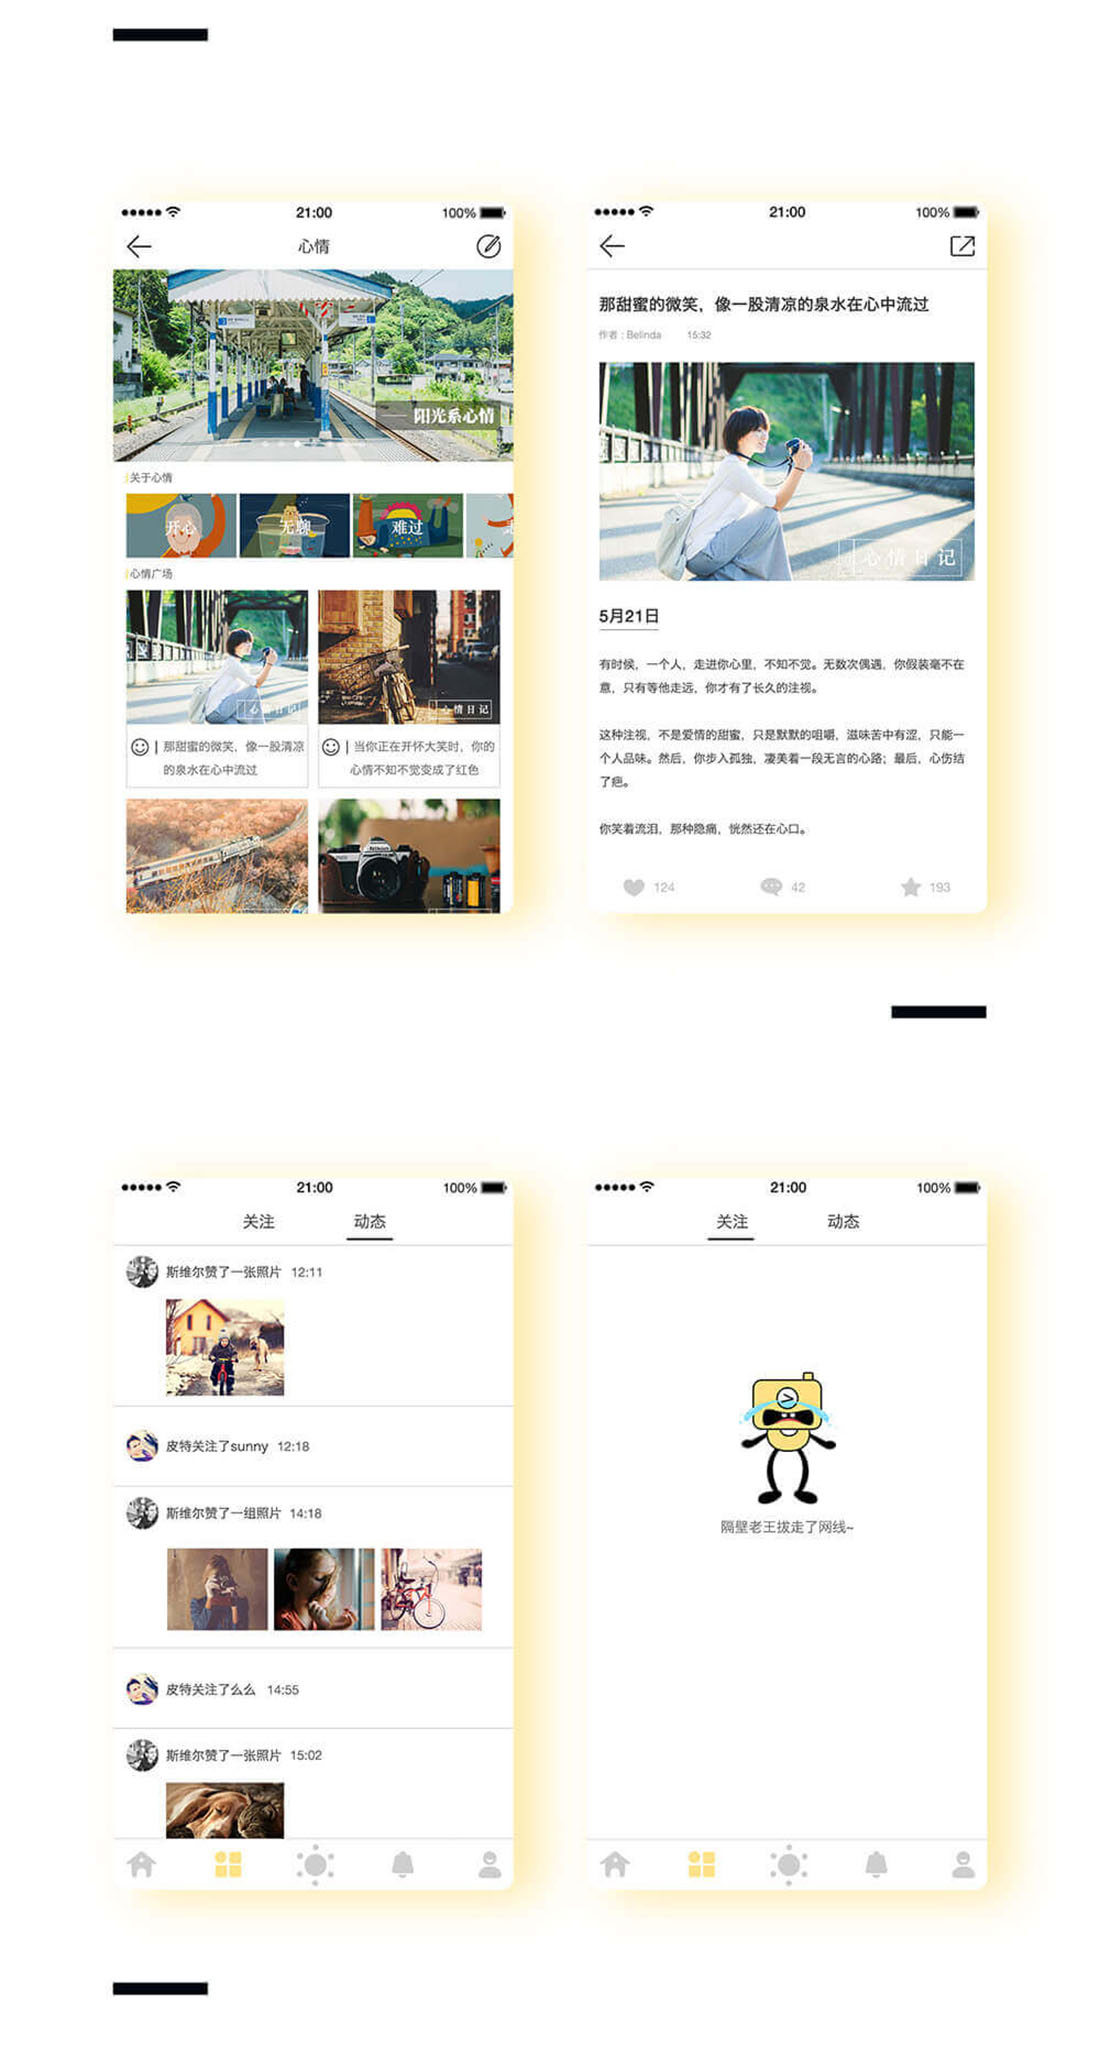 21:00
100%
心情
阳光系心情
关于心情
开心
无聊
难过
心情广场
心情日记
心情日记
那甜蜜的微笑，像一股清凉
的泉水在心中流过
当你正在开怀大笑时，你的
心情不知不觉变成了红色
21:00
100%
那甜蜜的微笑，像一股清凉的泉水在心中流过
作者：Belinda 15:32
心情日记
5月21日
有时候，一个人，走进你心里，不知不觉。无数次偶遇，你假装毫不在
意，只有等他走远，你才有了长久的注视。
这种注视，不是爱情的甜蜜，只是默默的咀嚼，滋味苦中有涩，只能一
个人品味。然后，你步入孤独，凄美着一段无言的心路；最后，心伤结
了疤。
你笑着流泪，那种隐痛，恍然还在心口。
124 42 193
21:00
100%
关注 动态
斯维尔赞了一张照片 12:11
皮特关注了sunny 12:18
斯维尔赞了一组照片 14:18
皮特关注了么么 14:55
斯维尔赞了一张照片 15:02
21:00
100%
关注 动态
隔壁老王拔走了网线~